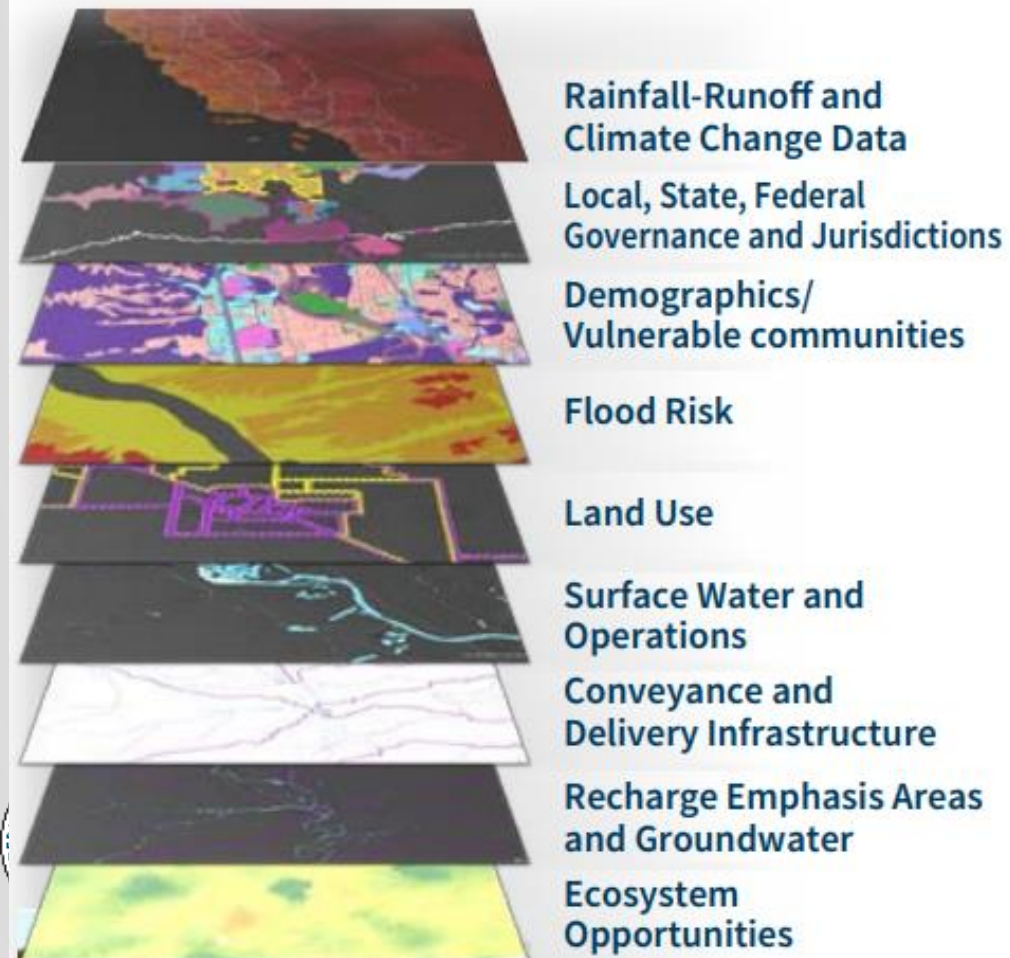 Rainfall-Runoff and
Climate Change Data
Local, State, Federal
Governance and Jurisdictions
Demographics/
Vulnerable communities
Flood Risk
Land Use
Surface Water and
Operations
Conveyance and
Delivery Infrastructure
Recharge Emphasis Areas
and Groundwater
Ecosystem
Opportunities